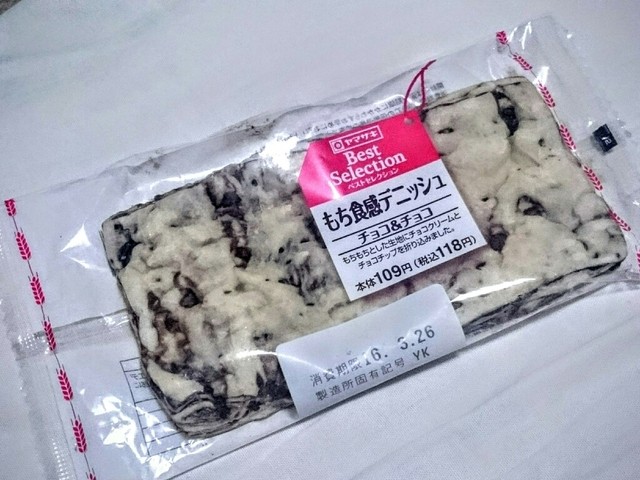 ヤマザキ
Best
Selection
ベストセレクション
もち食感デニッシュ
チョコ&チョコ
もちもちとした生地にチョコクリームと
チョコチップを折り込みました。
本体109円(税込118円)
消費期限16. 3.26
製造所固有記号 YK